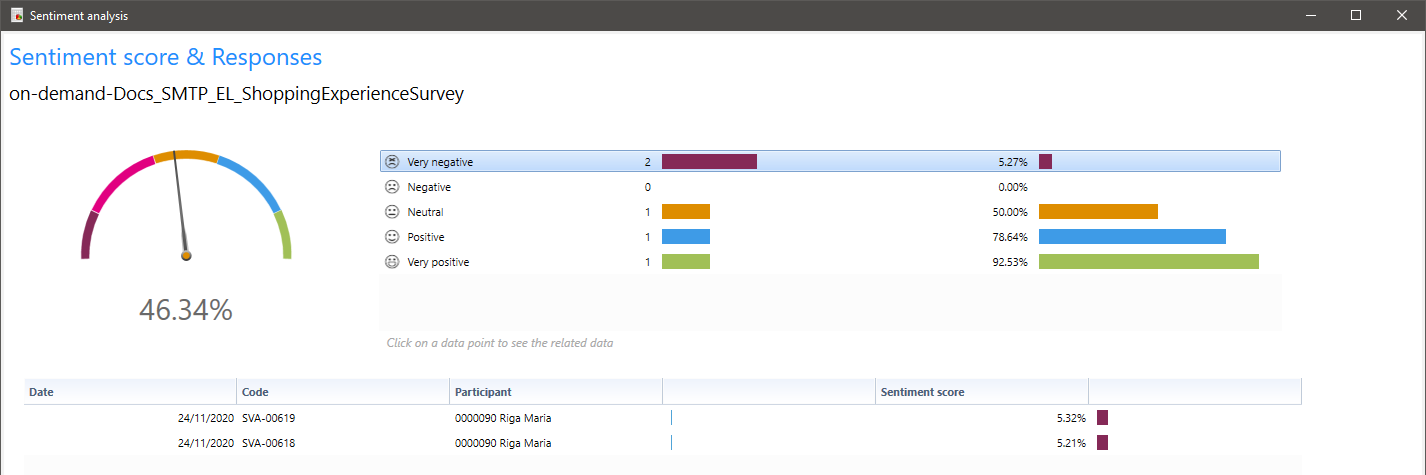 Sentiment analysis
Sentiment score & Responses
on-demand-Docs_SMTP_EL_ShoppingExperienceSurvey
Very negative 2 5.27%
Negative 0 0.00%
Neutral 1 50.00%
Positive 1 78.64%
Very positive 1 92.53%
46.34%
Click on a data point to see the related data
Date Code Participant Sentiment score
24/11/2020 SVA-00619 0000090 Riga Maria 5.32%
24/11/2020 SVA-00618 0000090 Riga Maria 5.21%